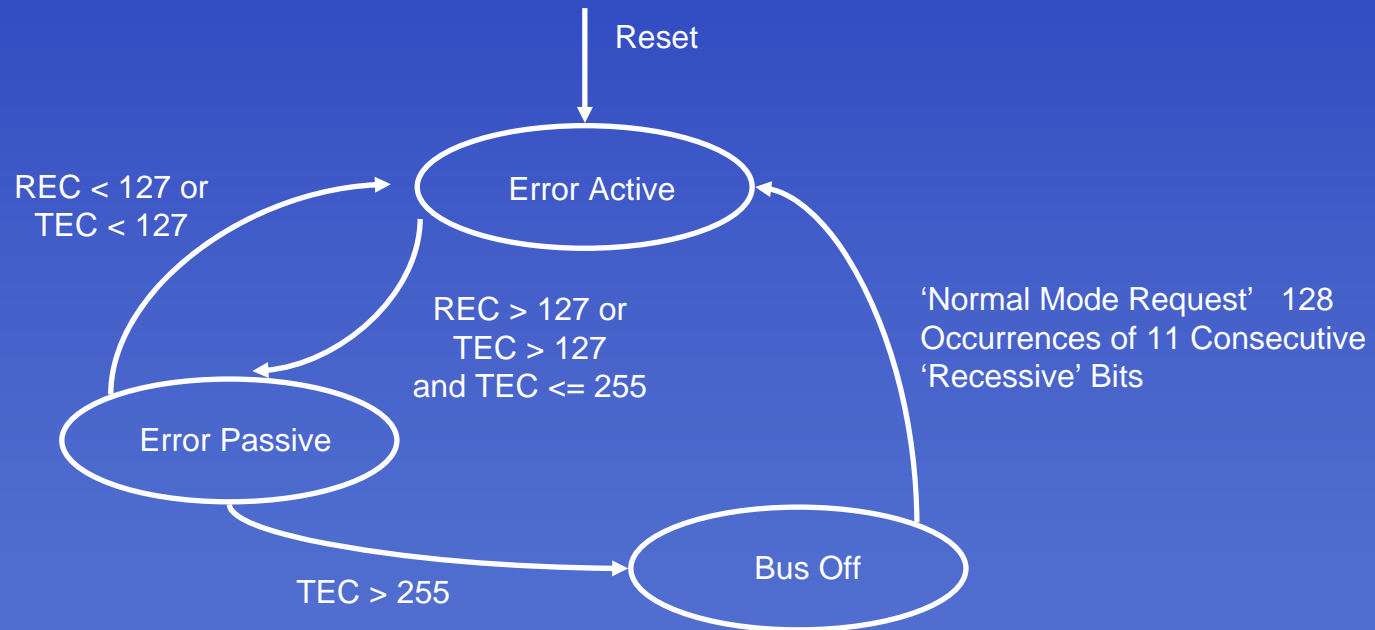 Reset
Error Active
REC < 127 or
TEC < 127
REC > 127 or
TEC > 127
and TEC <= 255
‘Normal Mode Request’   128
Occurrences of 11 Consecutive
‘Recessive’ Bits
Error Passive
Bus Off
TEC > 255